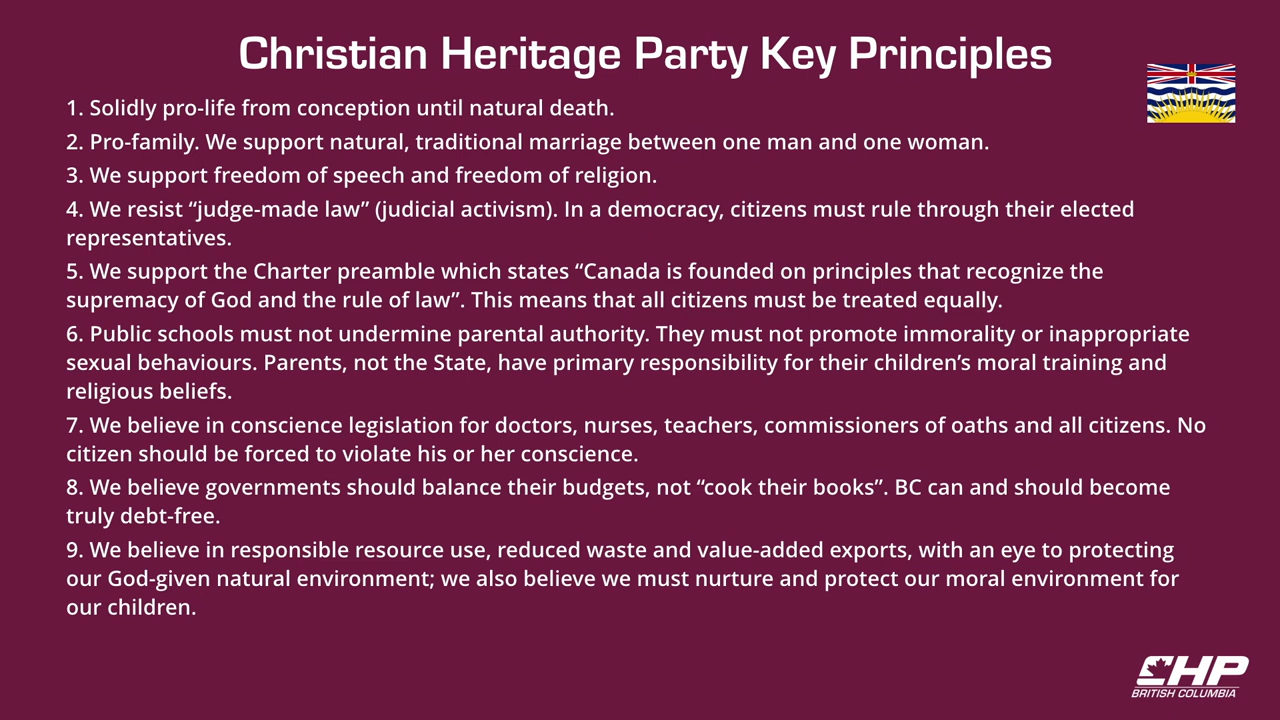 Christian Heritage Party Key Principles
1. Solidly pro-life from conception until natural death.
2. Pro-family. We support natural, traditional marriage between one man and one woman.
3. We support freedom of speech and freedom of religion.
4. We resist “judge-made law” (judicial activism). In a democracy, citizens must rule through their elected
representatives.
5. We support the Charter preamble which states “Canada is founded on principles that recognize the
supremacy of God and the rule of law”. This means that all citizens must be treated equally.
6. Public schools must not undermine parental authority. They must not promote immorality or inappropriate
sexual behaviours. Parents, not the State, have primary responsibility for their children’s moral training and
religious beliefs.
7. We believe in conscience legislation for doctors, nurses, teachers, commissioners of oaths and all citizens. No
citizen should be forced to violate his or her conscience.
8. We believe governments should balance their budgets, not “cook their books”. BC can and should become
truly debt-free.
9. We believe in responsible resource use, reduced waste and value-added exports, with an eye to protecting
our God-given natural environment; we also believe we must nurture and protect our moral environment for
our children.
CHP
BRITISH COLUMBIA